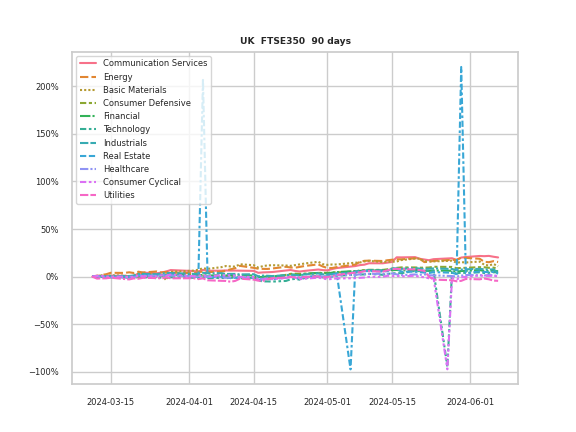 UK FTSE350 90 days
Communication Services
Energy
Basic Materials
Consumer Defensive
Financial
Technology
Industrials
Real Estate
Healthcare
Consumer Cyclical
Utilities
200%
150%
100%
50%
0%
−50%
−100%
2024-03-15 2024-04-01 2024-04-15 2024-05-01 2024-05-15 2024-06-01